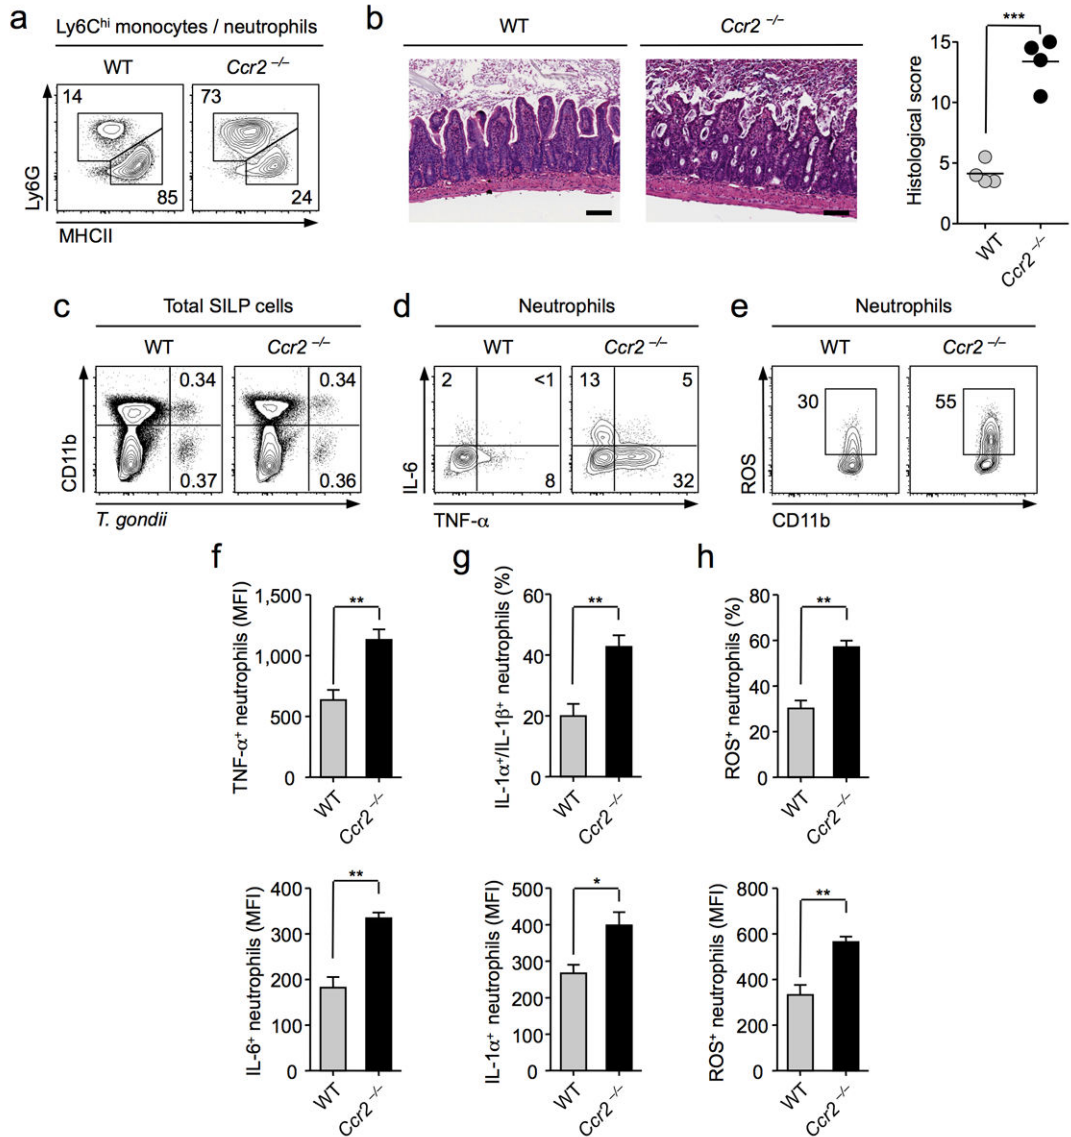 a
Ly6Chi monocytes / neutrophils
WT
Ccr2 –/–
14
85
73
24
Ly6G
MHCII
b
WT
Ccr2 –/–
***
Histological score
15
10
5
0
WT
Ccr2 –/–
c
Total SILP cells
WT
Ccr2 –/–
0.34
0.37
0.34
0.36
CD11b
T. gondii
d
Neutrophils
WT
Ccr2 –/–
2
<1
8
13
5
32
IL-6
TNF-α
e
Neutrophils
WT
Ccr2 –/–
30
55
ROS
CD11b
f
TNF-α+ neutrophils (MFI)
1,500
1,000
500
0
**
WT
Ccr2 –/–
g
IL-1α+/IL-1β+ neutrophils (%)
60
40
20
0
**
WT
Ccr2 –/–
h
ROS+ neutrophils (%)
80
60
40
20
0
**
WT
Ccr2 –/–
IL-6+ neutrophils (MFI)
400
300
200
100
0
**
WT
Ccr2 –/–
IL-1α+ neutrophils (MFI)
500
400
300
200
100
0
*
WT
Ccr2 –/–
ROS+ neutrophils (MFI)
800
600
400
200
0
**
WT
Ccr2 –/–